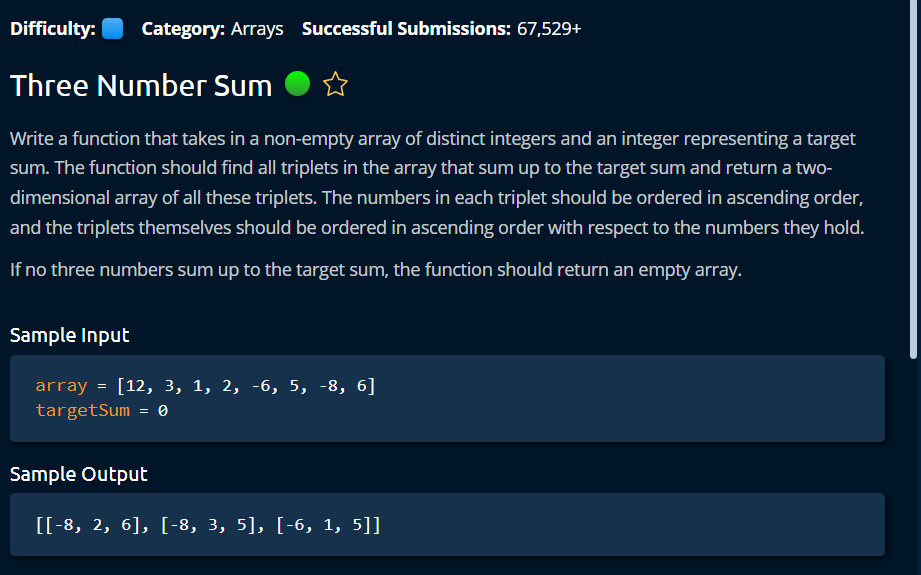 Difficulty: Category: Arrays Successful Submissions: 67,529+
Three Number Sum
Write a function that takes in a non-empty array of distinct integers and an integer representing a target
sum. The function should find all triplets in the array that sum up to the target sum and return a two-
dimensional array of all these triplets. The numbers in each triplet should be ordered in ascending order,
and the triplets themselves should be ordered in ascending order with respect to the numbers they hold.
If no three numbers sum up to the target sum, the function should return an empty array.
Sample Input
array = [12, 3, 1, 2, -6, 5, -8, 6]
targetSum = 0
Sample Output
[[-8, 2, 6], [-8, 3, 5], [-6, 1, 5]]